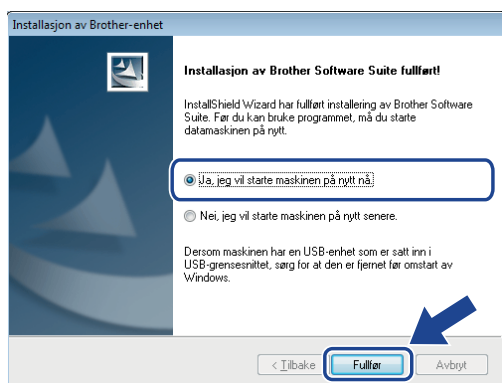 Installasjon av Brother-enhet
Installasjon av Brother Software Suite fullført!
InstallShield Wizard har fullført installering av Brother Software
Suite. Før du kan bruke programmet, må du starte
datamaskinen på nytt.
Ja, jeg vil starte maskinen på nytt nå.
Nei, jeg vil starte maskinen på nytt senere.
Dersom maskinen har en USB-enhet som er satt inn i
USB-grensesnittet, sørg for at den er fjernet før omstart av
Windows.
< Tilbake
Fullfør
Avbryt